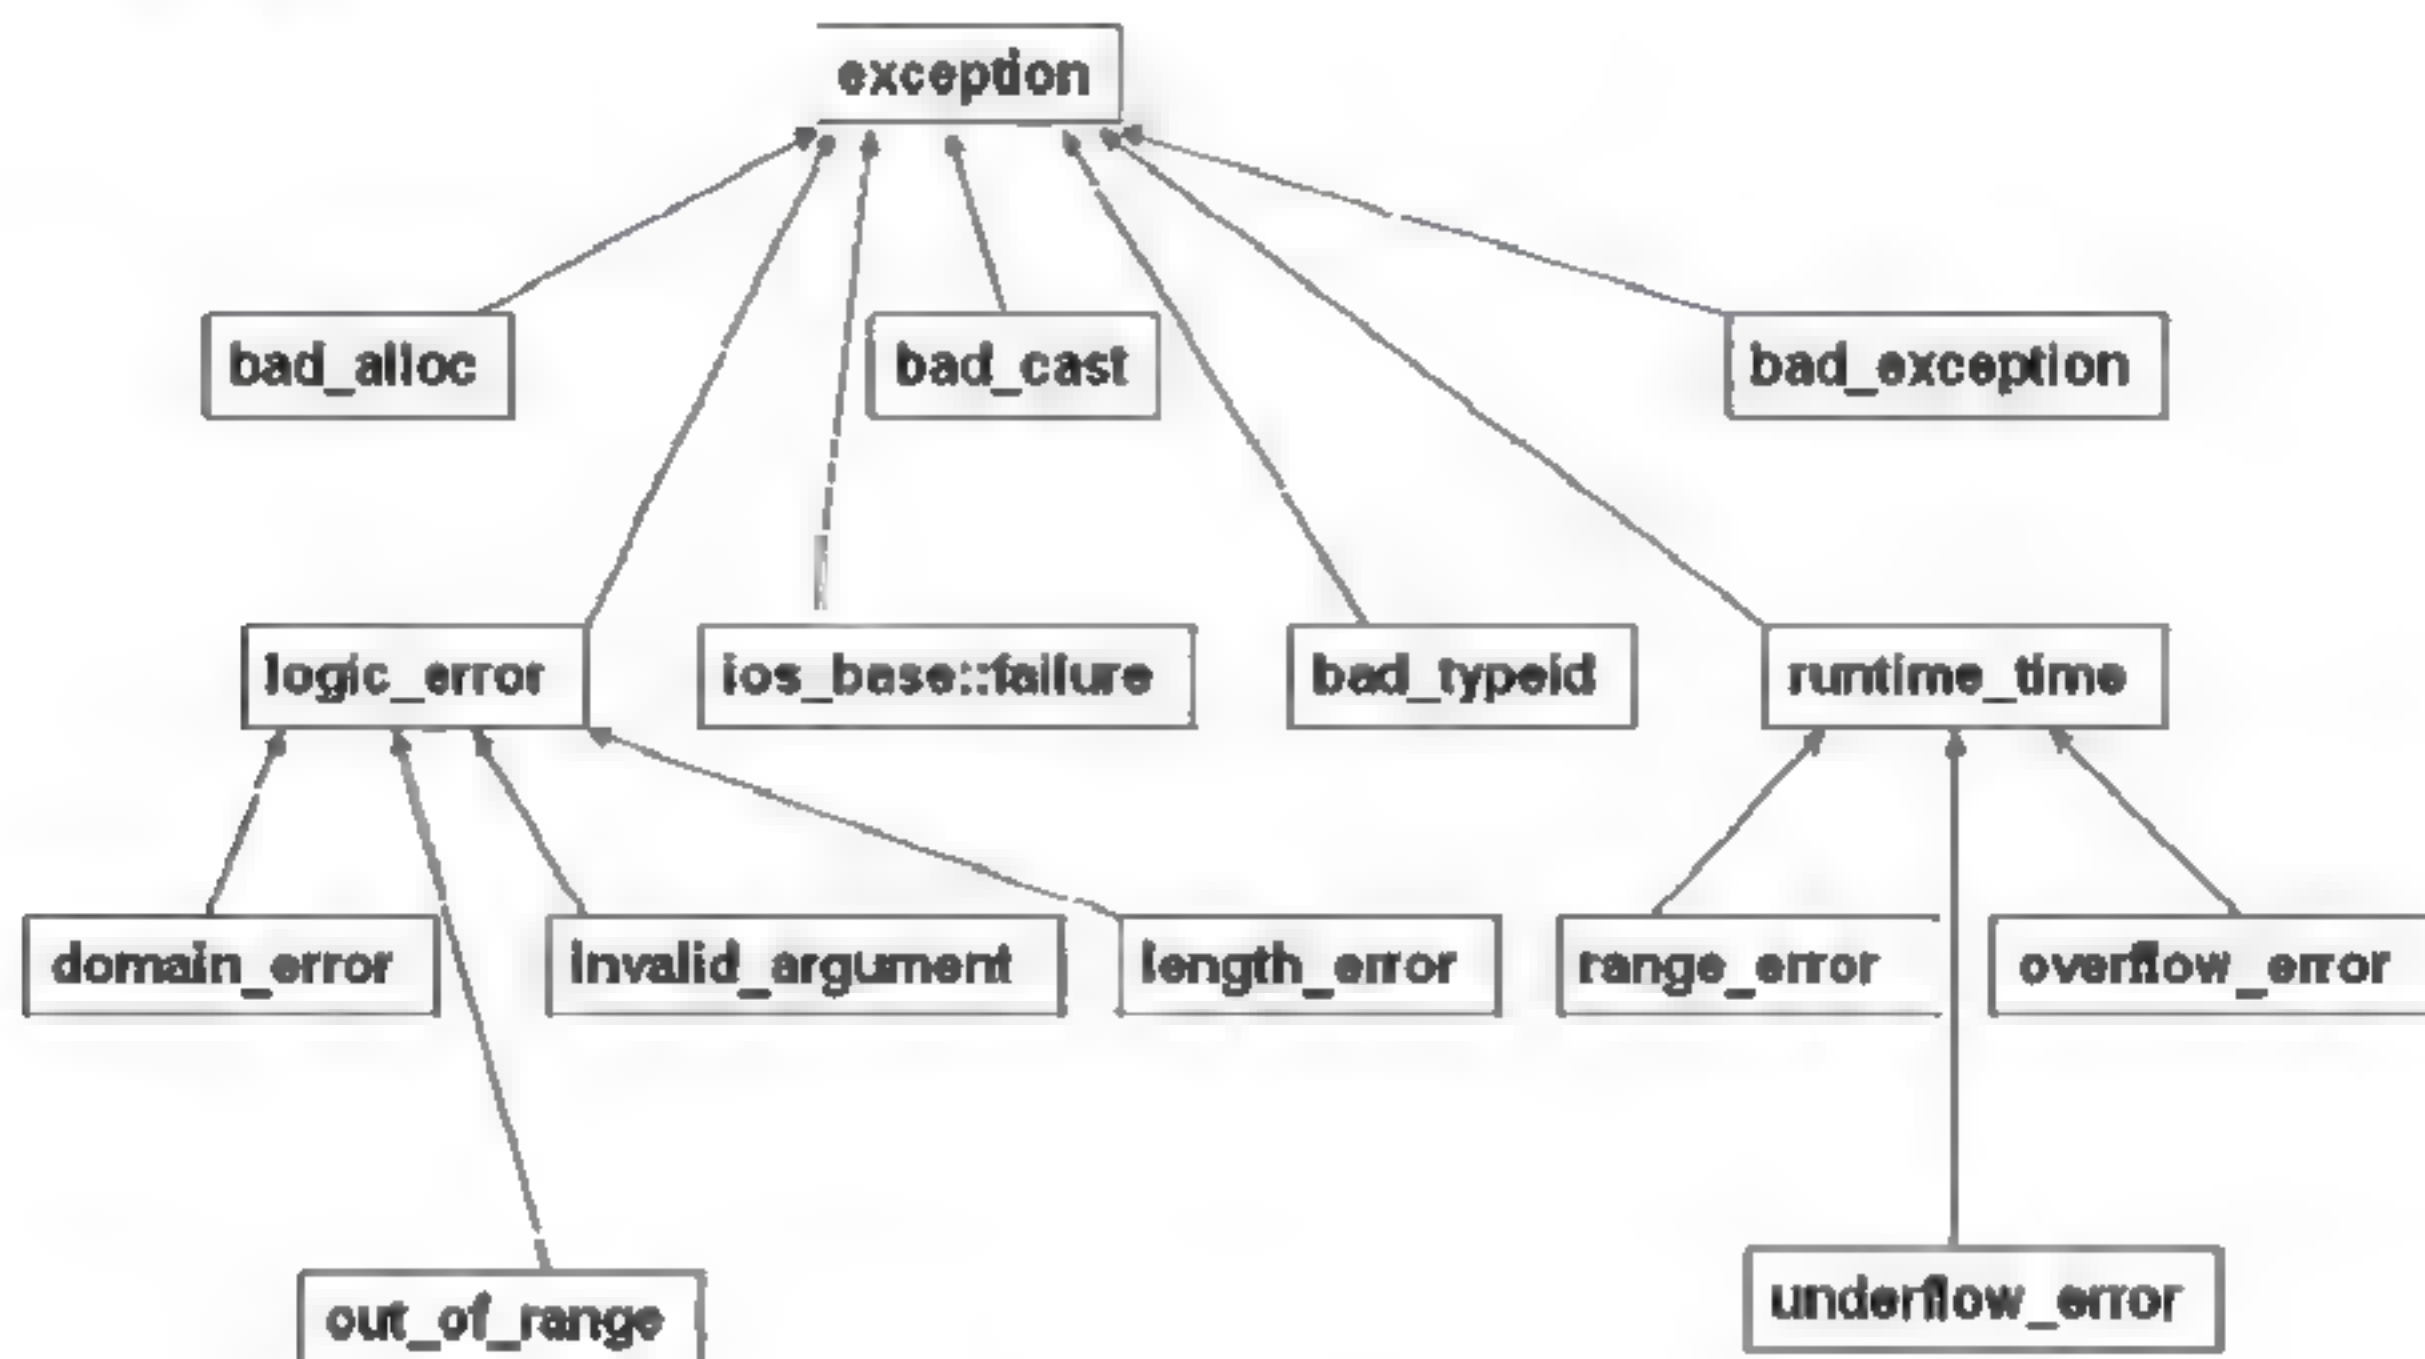 exception
bad_alloc
bad_cast
bad_exception
logic_error
ios_base::failure
bad_typeid
runtime_time
domain_error
invalid_argument
length_error
range_error
overflow_error
out_of_range
underflow_error